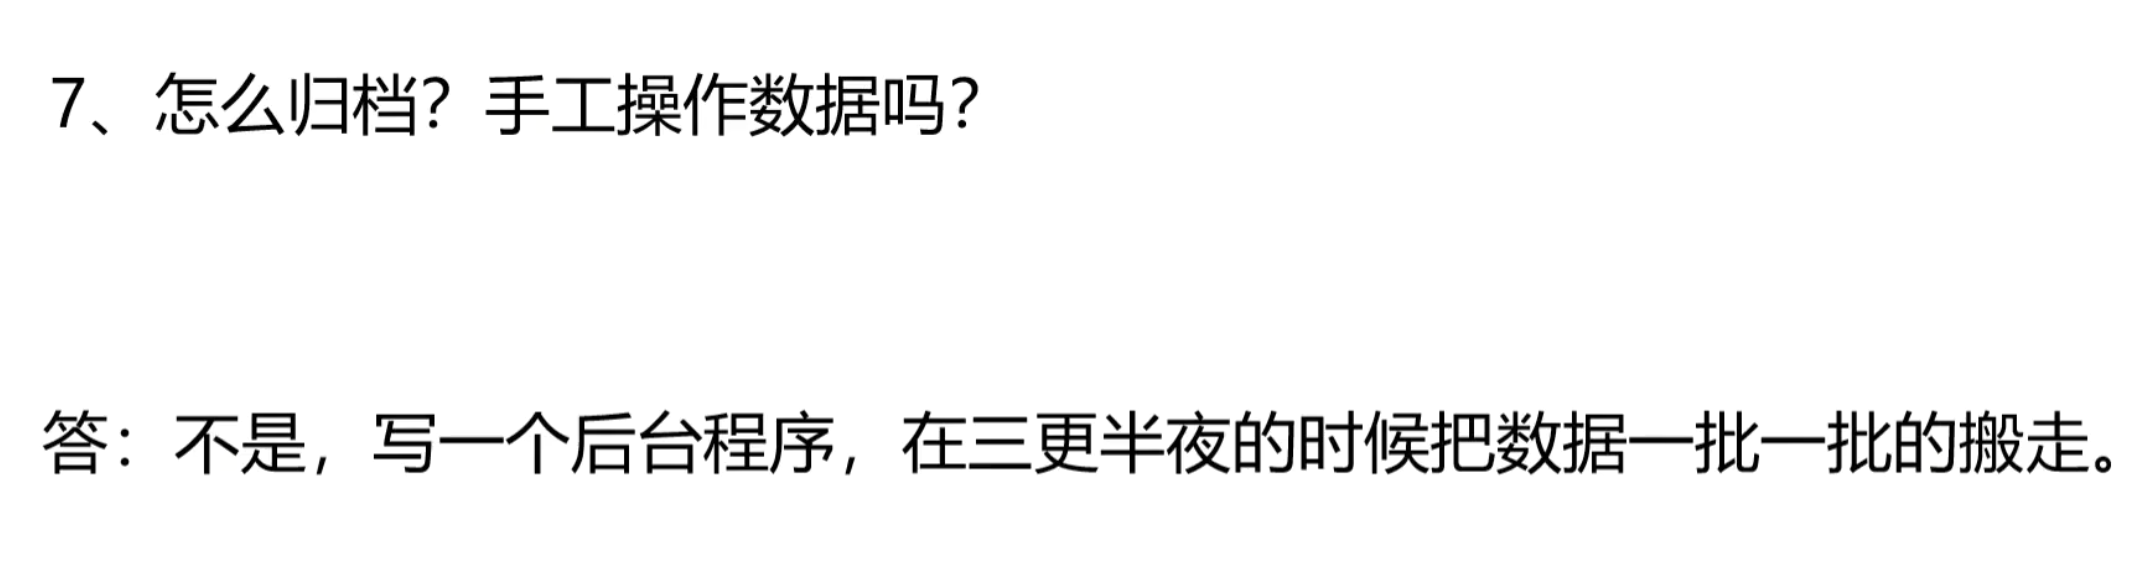 7、怎么归档？手工操作数据吗？
答：不是，写一个后台程序，在三更半夜的时候把数据一批一批的搬走。